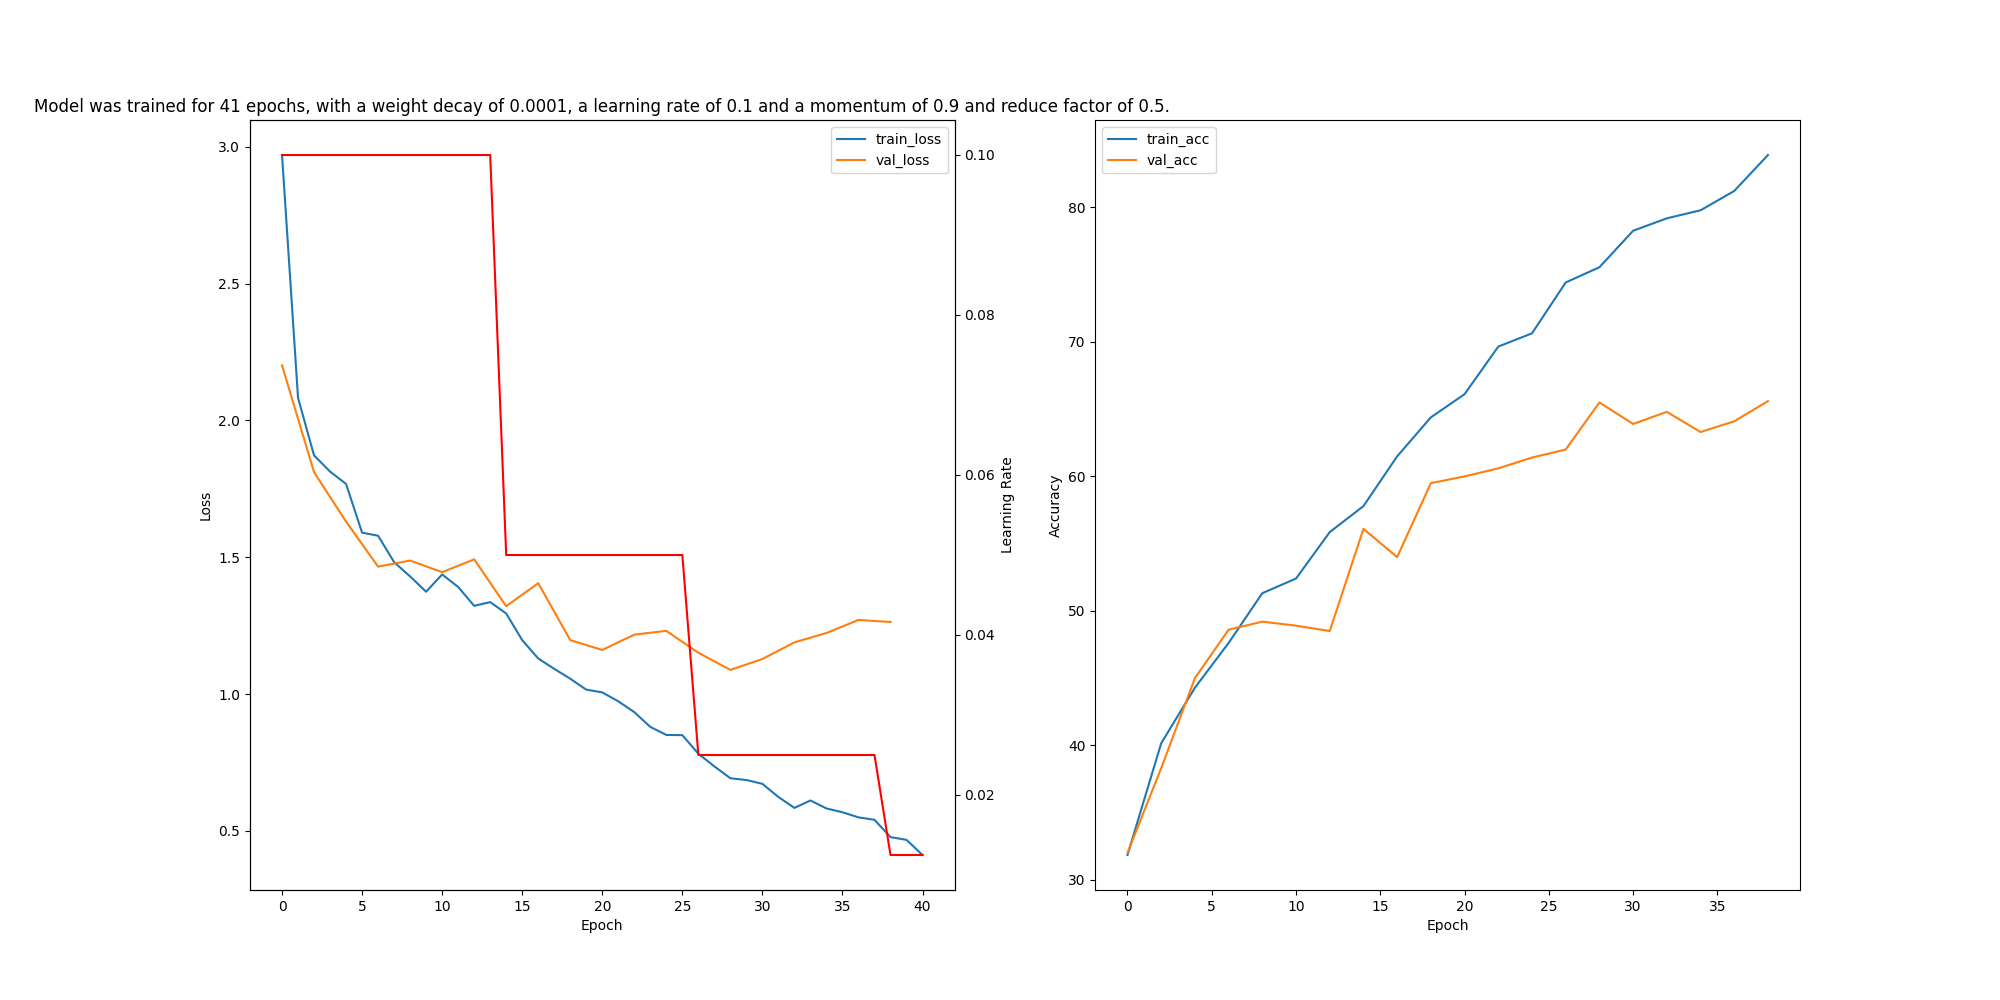 Model was trained for 41 epochs, with a weight decay of 0.0001, a learning rate of 0.1 and a momentum of 0.9 and reduce factor of 0.5.
train_loss
val_loss
3.0
2.5
2.0
1.5
1.0
0.5
Loss
0 5 10 15 20 25 30 35 40
Epoch
0.10
0.08
0.06
0.04
0.02
Learning Rate
train_acc
val_acc
80
70
60
50
40
30
Accuracy
0 5 10 15 20 25 30 35
Epoch